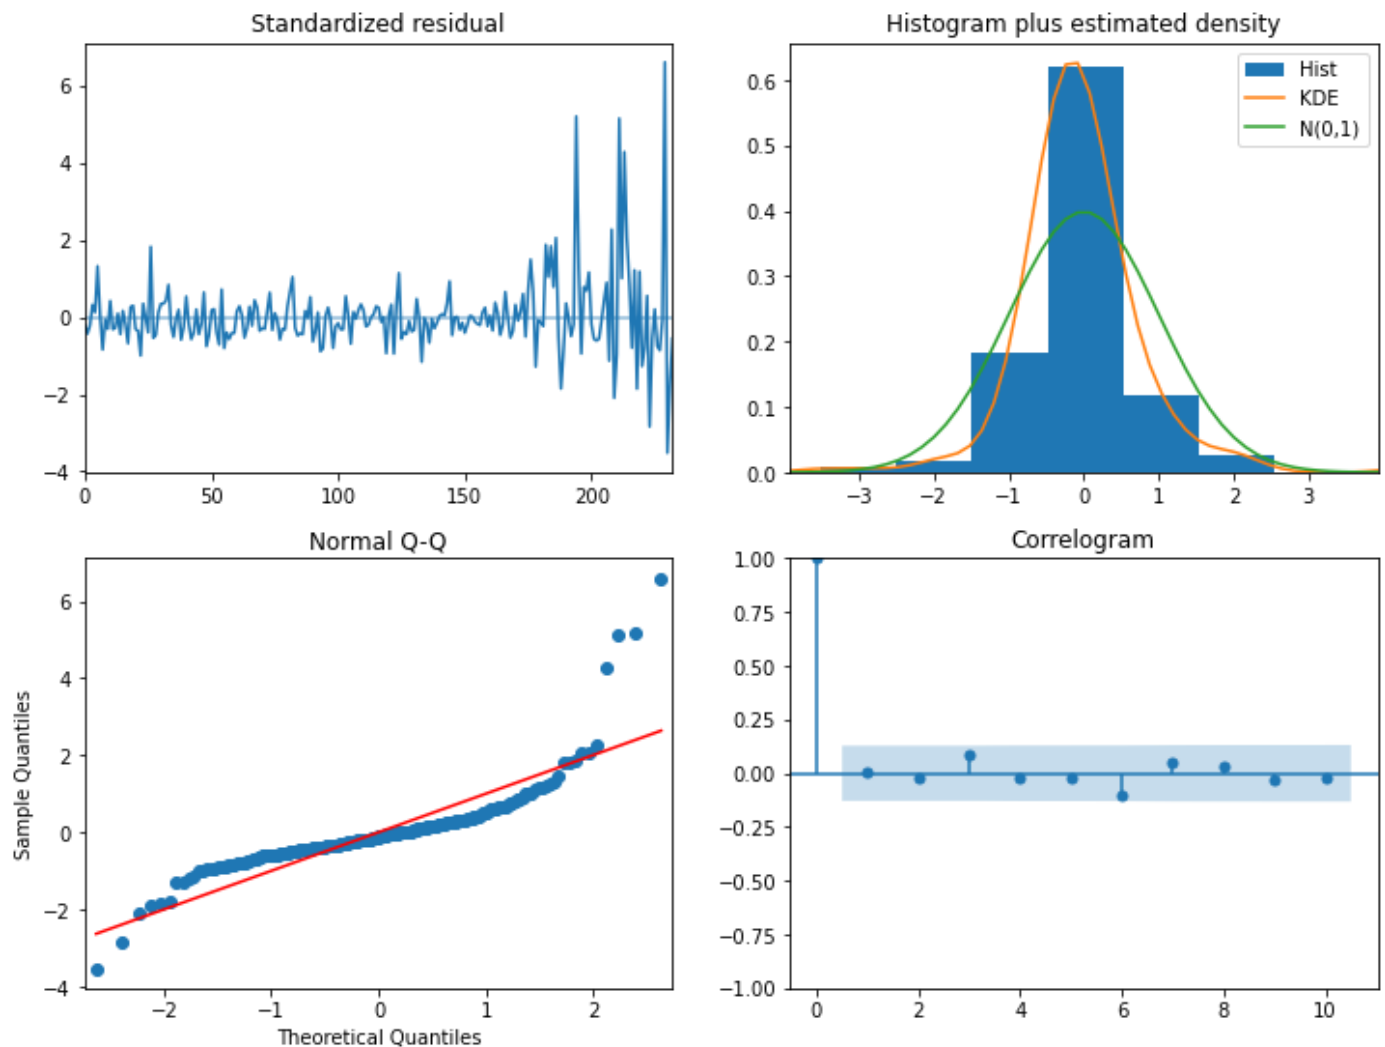 Standardized residual
6
4
2
0
−2
−4
0 50 100 150 200
Histogram plus estimated density
Hist
KDE
N(0,1)
0.6
0.5
0.4
0.3
0.2
0.1
0.0
−3 −2 −1 0 1 2 3
Normal Q-Q
Sample Quantiles
6
4
2
0
−2
−4
−2 −1 0 1 2
Theoretical Quantiles
Correlogram
1.00
0.75
0.50
0.25
0.00
−0.25
−0.50
−0.75
−1.00
0 2 4 6 8 10